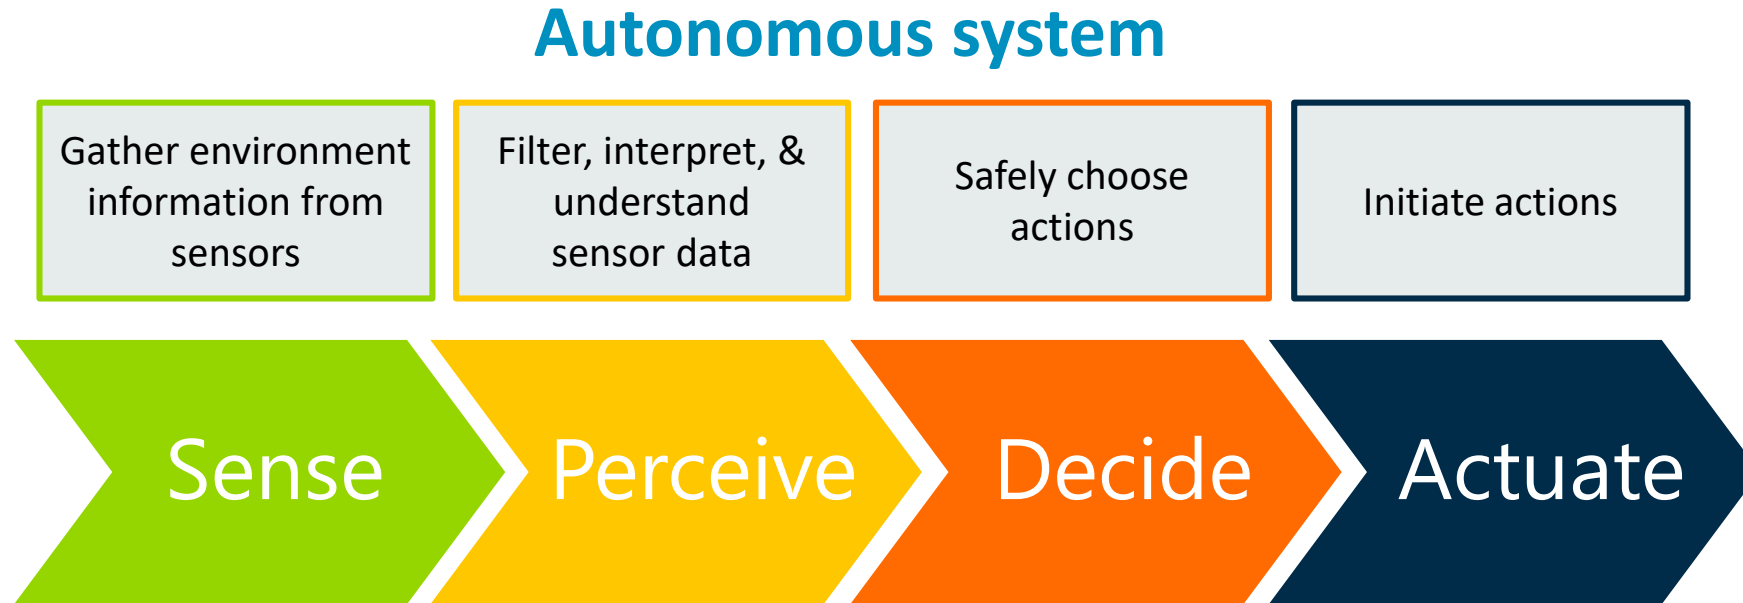 Autonomous system
Gather environment
information from
sensors
Filter, interpret, &
understand
sensor data
Safely choose
actions
Initiate actions
Sense
Perceive
Decide
Actuate